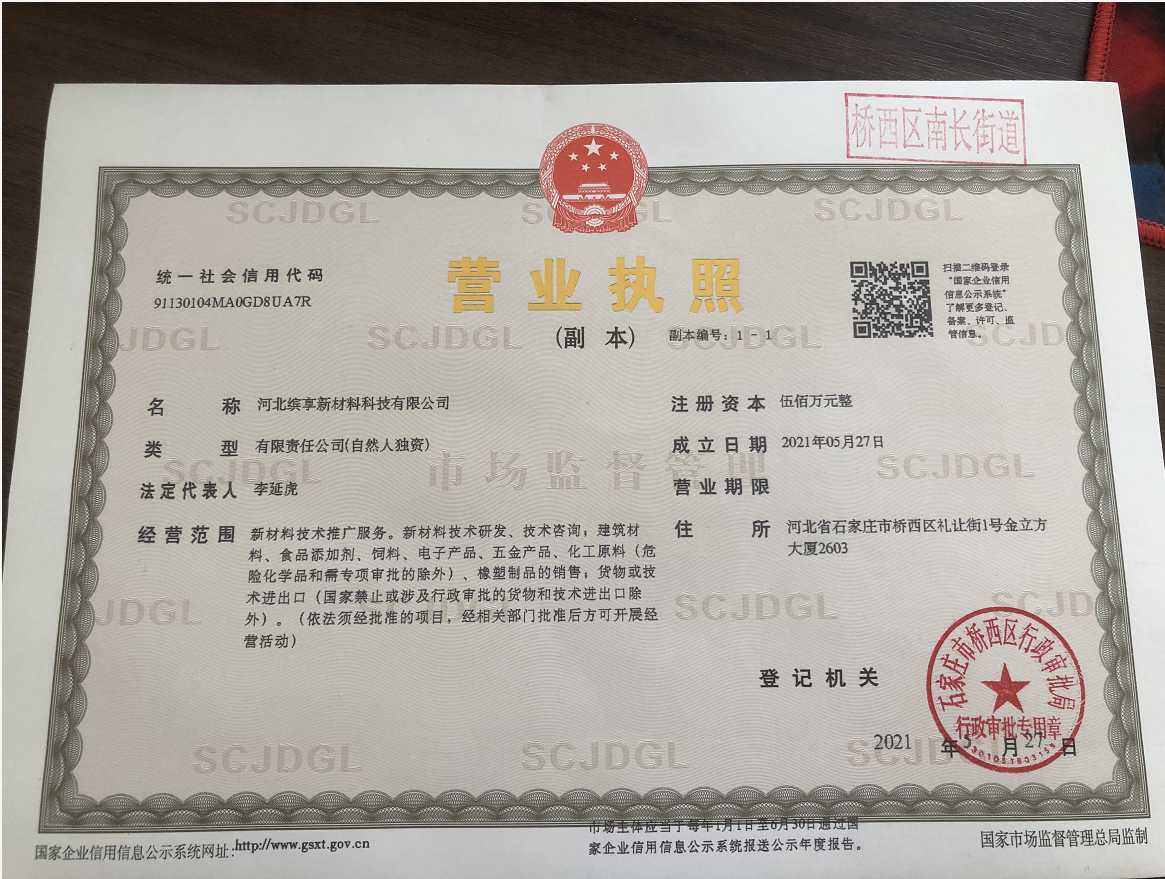 桥西区南长街道
统一社会信用代码
91130104MA0GD8UA7R
营业执照
(副 本)
副本编号：1 - 1
扫描二维码登录
“国家企业信用
信息公示系统”
了解更多登记、
备案、许可、监
管信息。
名 称 河北缤享新材料科技有限公司
类 型 有限责任公司(自然人独资)
法定代表人 李延虎
经营范围 新材料技术推广服务。新材料技术研发、技术咨询；建筑材
料、食品添加剂、饲料、电子产品、五金产品、化工原料（危
险化学品和需专项审批的除外）、橡塑制品的销售；货物或技
术进出口（国家禁止或涉及行政审批的货物和技术进出口除
外）。（依法须经批准的项目，经相关部门批准后方可开展经
营活动）
注册资本 伍佰万元整
成立日期 2021年05月27日
营业期限
住 所 河北省石家庄市桥西区礼让街1号金立方
大厦2603
市场监督管理
SCJDGL
登记机关
石家庄市桥西区行政审批局
行政审批专用章
2021 年 5 月 27 日
国家企业信用信息公示系统网址:http://www.gsxt.gov.cn
市场主体应当于每年1月1日至6月30日通过国
家企业信用信息公示系统报送公示年度报告。
国家市场监督管理总局监制